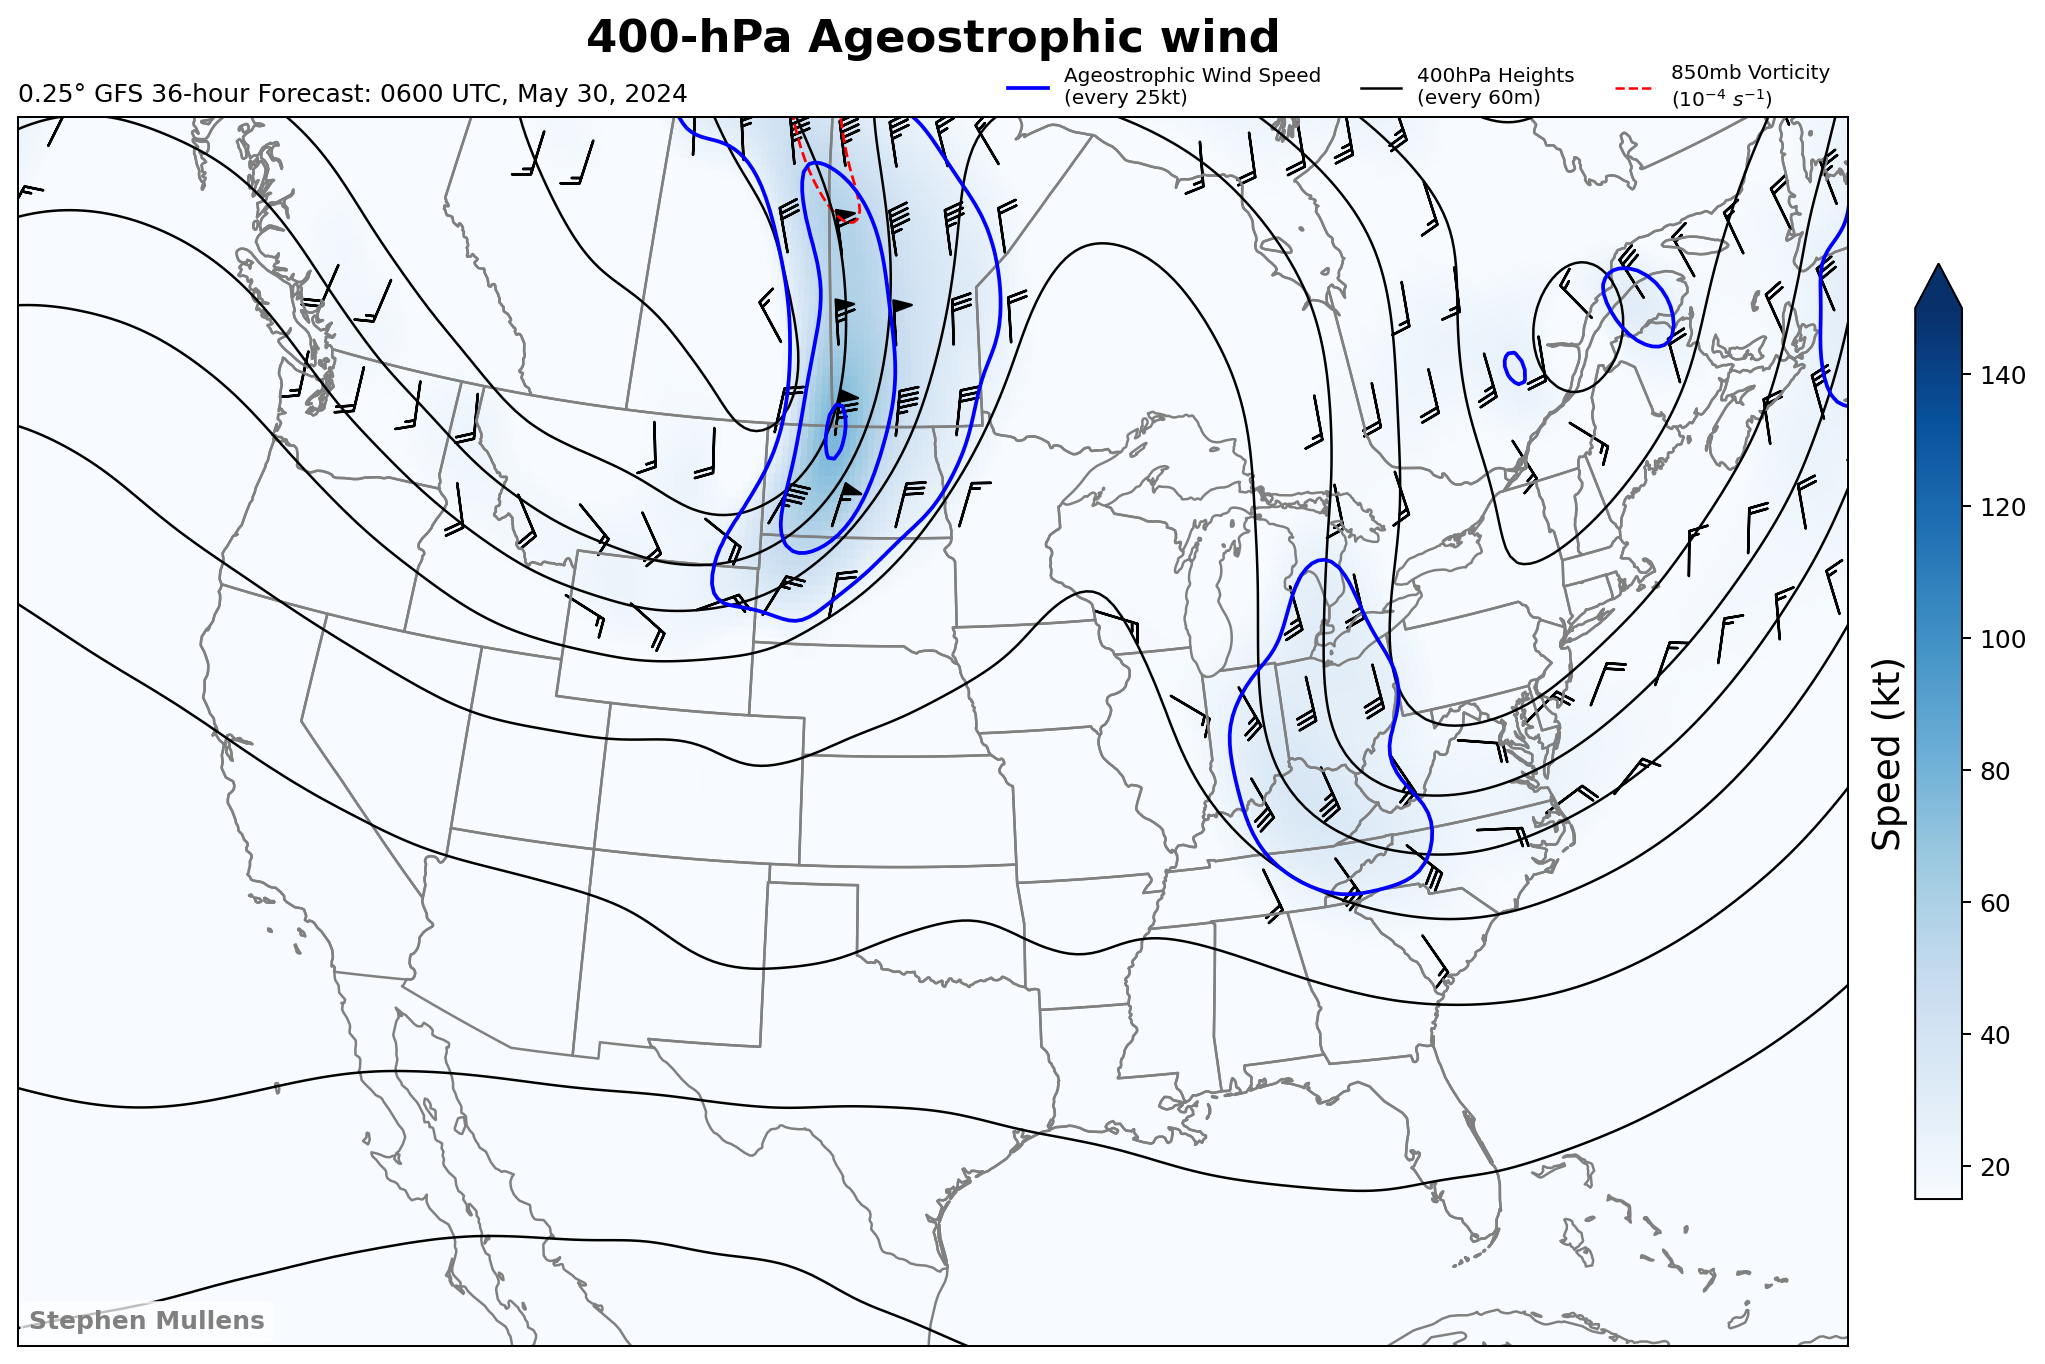 400-hPa Ageostrophic wind
0.25° GFS 36-hour Forecast: 0600 UTC, May 30, 2024
Ageostrophic Wind Speed
(every 25kt)
400hPa Heights
(every 60m)
850mb Vorticity
(10⁻⁴ s⁻¹)
140
120
100
80
60
40
20
Speed (kt)
Stephen Mullens